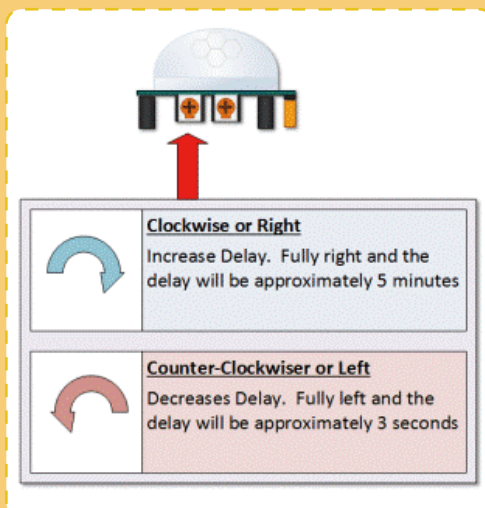 Clockwise or Right
Increase Delay.  Fully right and the
delay will be approximately 5 minutes
Counter-Clockwiser or Left
Decreases Delay.  Fully left and the
delay will be approximately 3 seconds